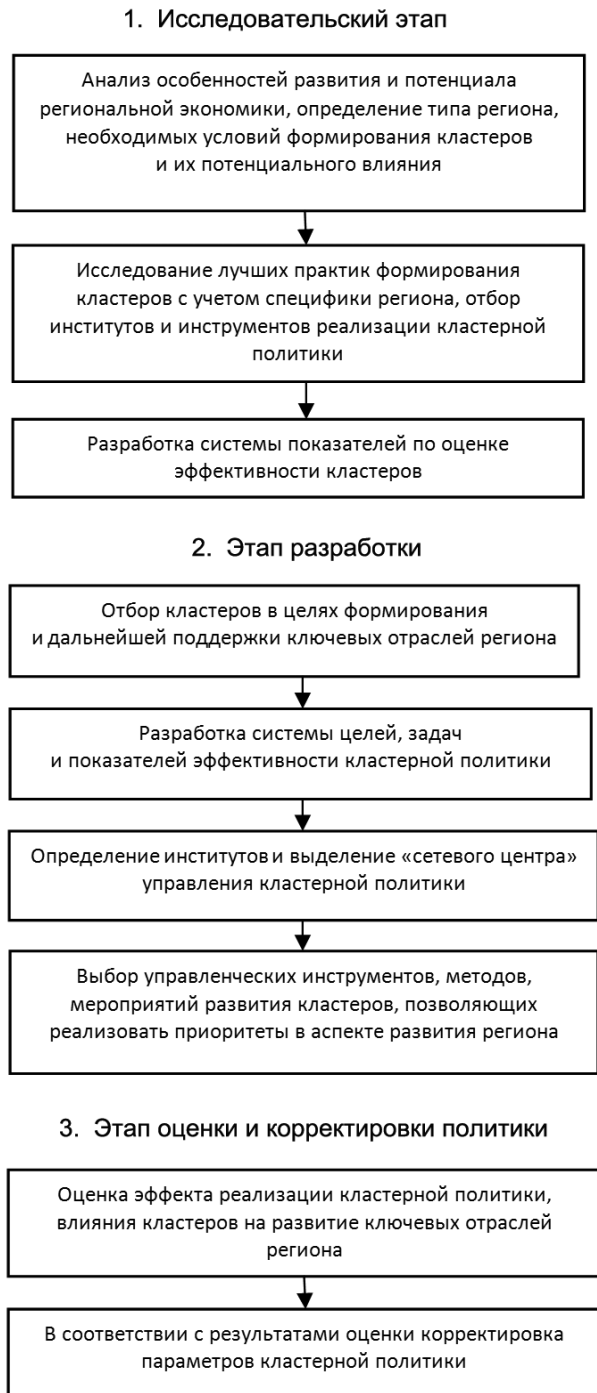 1. Исследовательский этап
Анализ особенностей развития и потенциала
региональной экономики, определение типа региона,
необходимых условий формирования кластеров
и их потенциального влияния
Исследование лучших практик формирования
кластеров с учетом специфики региона, отбор
институтов и инструментов реализации кластерной
политики
Разработка системы показателей по оценке
эффективности кластеров
2. Этап разработки
Отбор кластеров в целях формирования
и дальнейшей поддержки ключевых отраслей региона
Разработка системы целей, задач
и показателей эффективности кластерной политики
Определение институтов и выделение «сетевого центра»
управления кластерной политики
Выбор управленческих инструментов, методов,
мероприятий развития кластеров, позволяющих
реализовать приоритеты в аспекте развития региона
3. Этап оценки и корректировки политики
Оценка эффекта реализации кластерной политики,
влияния кластеров на развитие ключевых отраслей
региона
В соответствии с результатами оценки корректировка
параметров кластерной политики